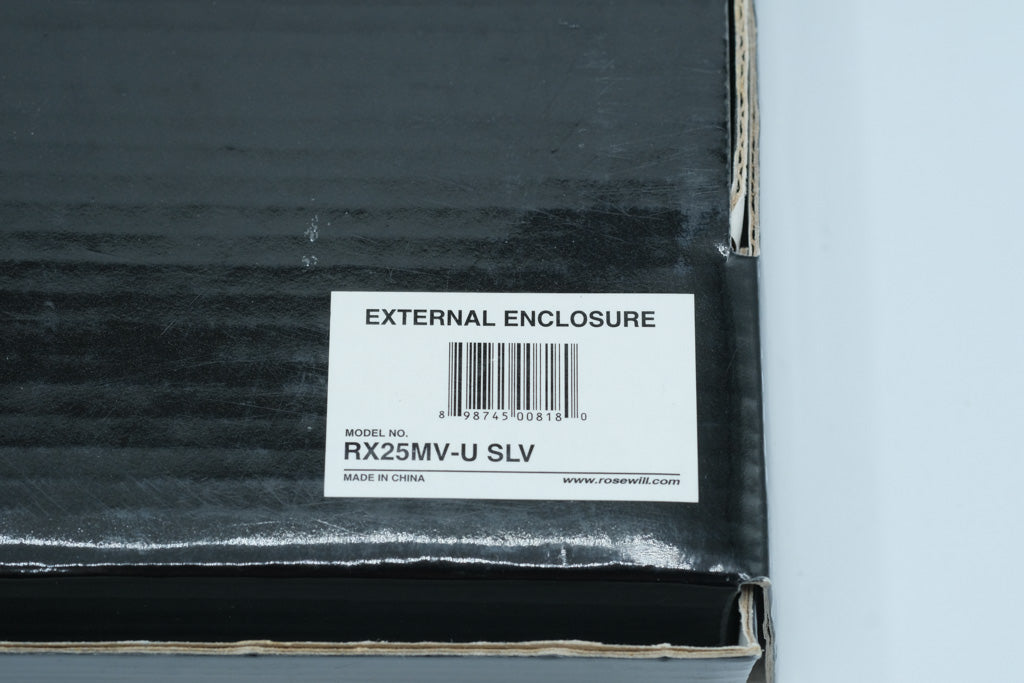 EXTERNAL ENCLOSURE
8 98745 00818 0
MODEL NO.
RX25MV-U SLV
MADE IN CHINA www.rosewill.com